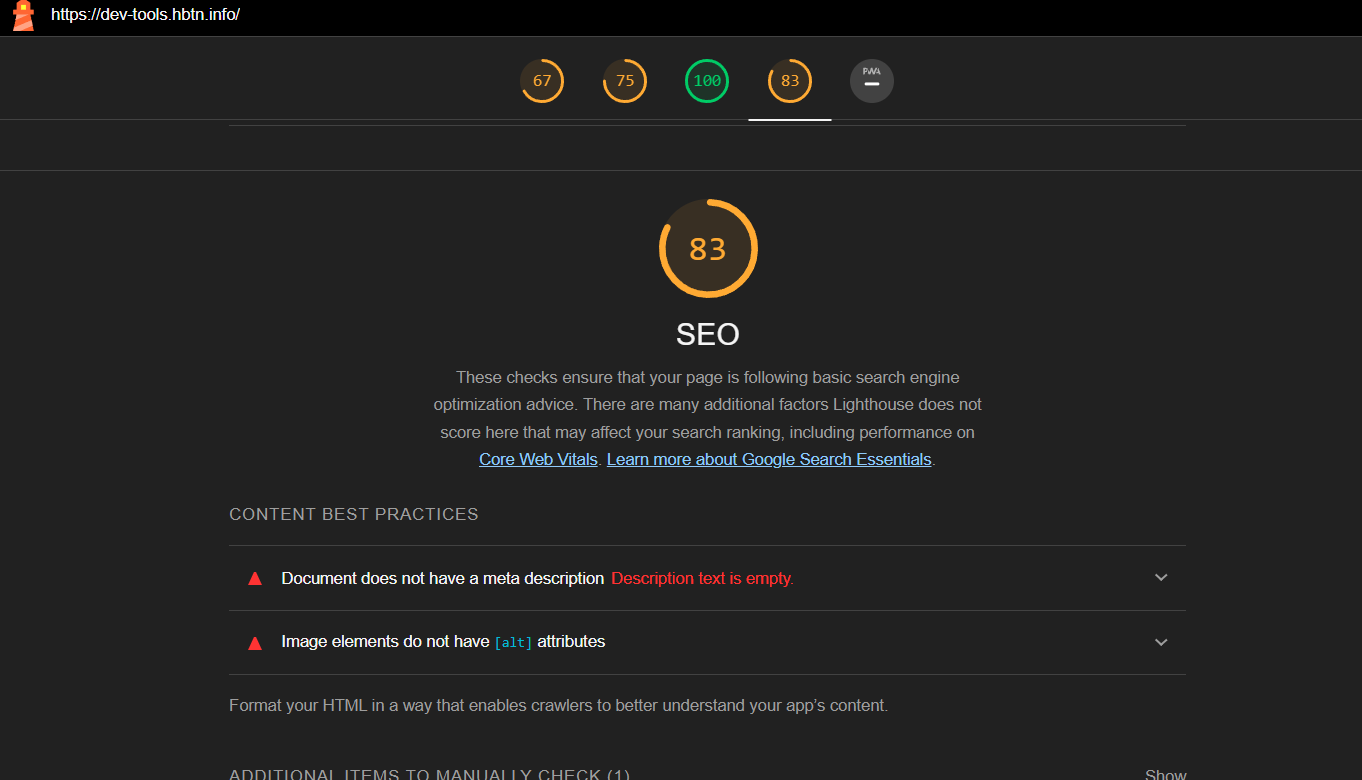 https://dev-tools.hbtn.info/
67 75 100 83 PWA
83
SEO
These checks ensure that your page is following basic search engine
optimization advice. There are many additional factors Lighthouse does not
score here that may affect your search ranking, including performance on
Core Web Vitals. Learn more about Google Search Essentials.
CONTENT BEST PRACTICES
Document does not have a meta description Description text is empty.
Image elements do not have [alt] attributes
Format your HTML in a way that enables crawlers to better understand your app’s content.
ADDITIONAL ITEMS TO MANUALLY CHECK (1) Show